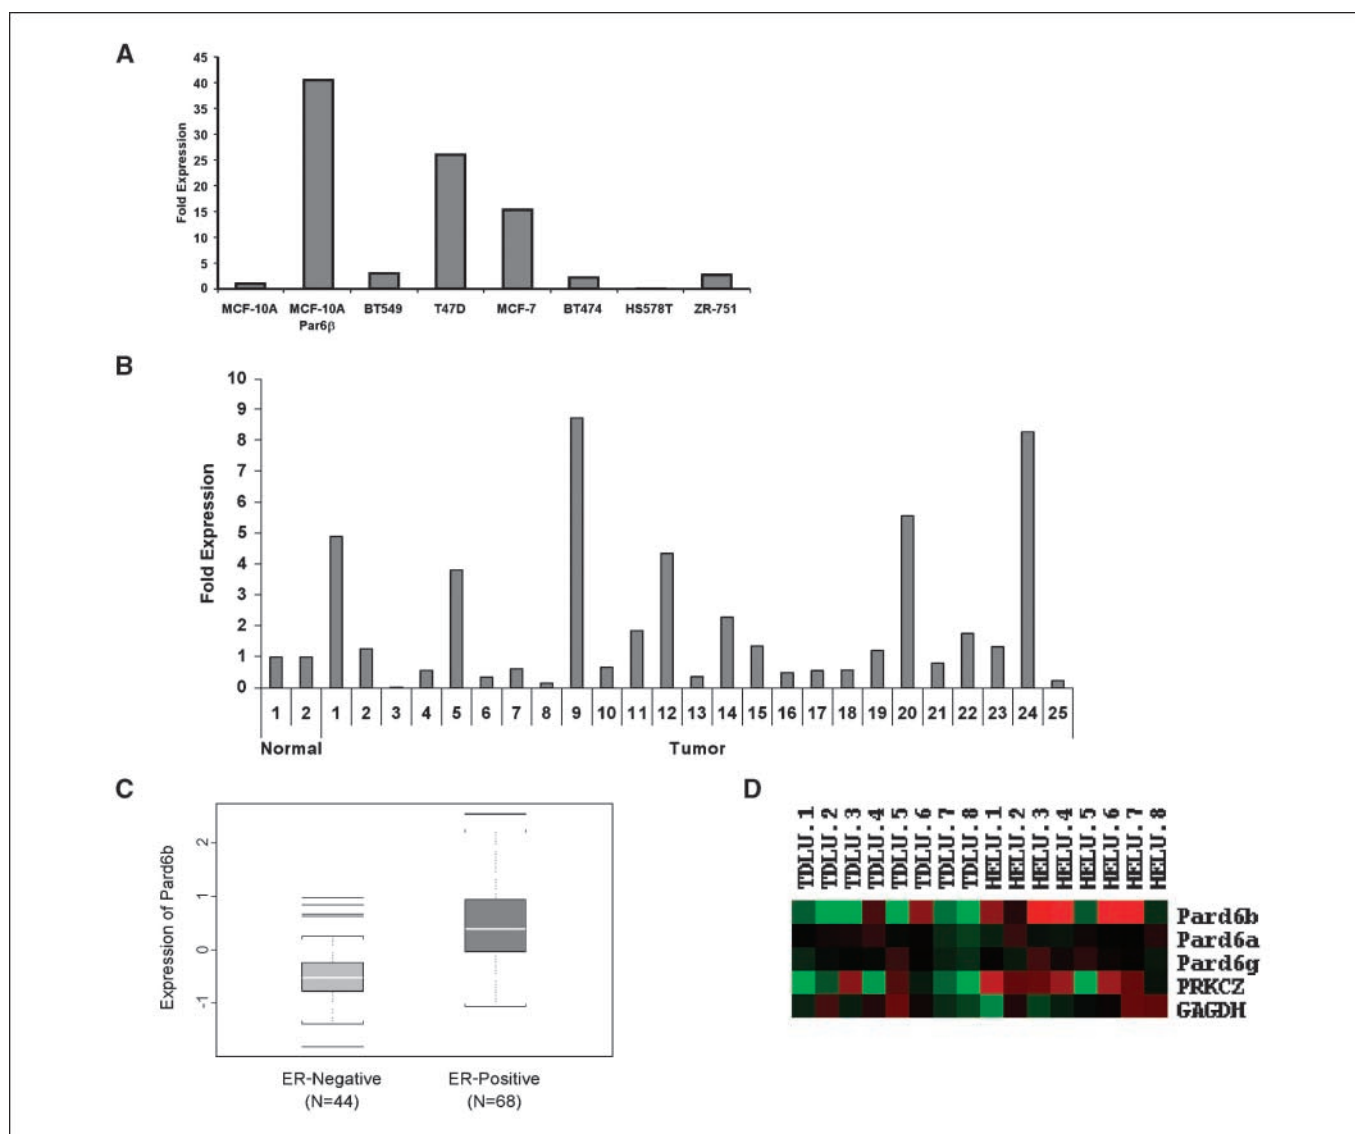 A
45
40
35
30
25
20
15
10
5
0
Fold Expression
MCF-10A MCF-10A BT549 T47D MCF-7 BT474 HS578T ZR-751
Par6β
B
10
9
8
7
6
5
4
3
2
1
0
Fold Expression
1 2 1 2 3 4 5 6 7 8 9 10 11 12 13 14 15 16 17 18 19 20 21 22 23 24 25
Normal Tumor
C
Expression of Pard6b
2
1
0
-1
ER-Negative ER-Positive
(N=44) (N=68)
D
TDLU.1 TDLU.2 TDLU.3 TDLU.4 TDLU.5 TDLU.6 TDLU.7 TDLU.8 HELU.1 HELU.2 HELU.3 HELU.4 HELU.5 HELU.6 HELU.7 HELU.8
Pard6b
Pard6a
Pard6g
PRKCZ
GAGDH